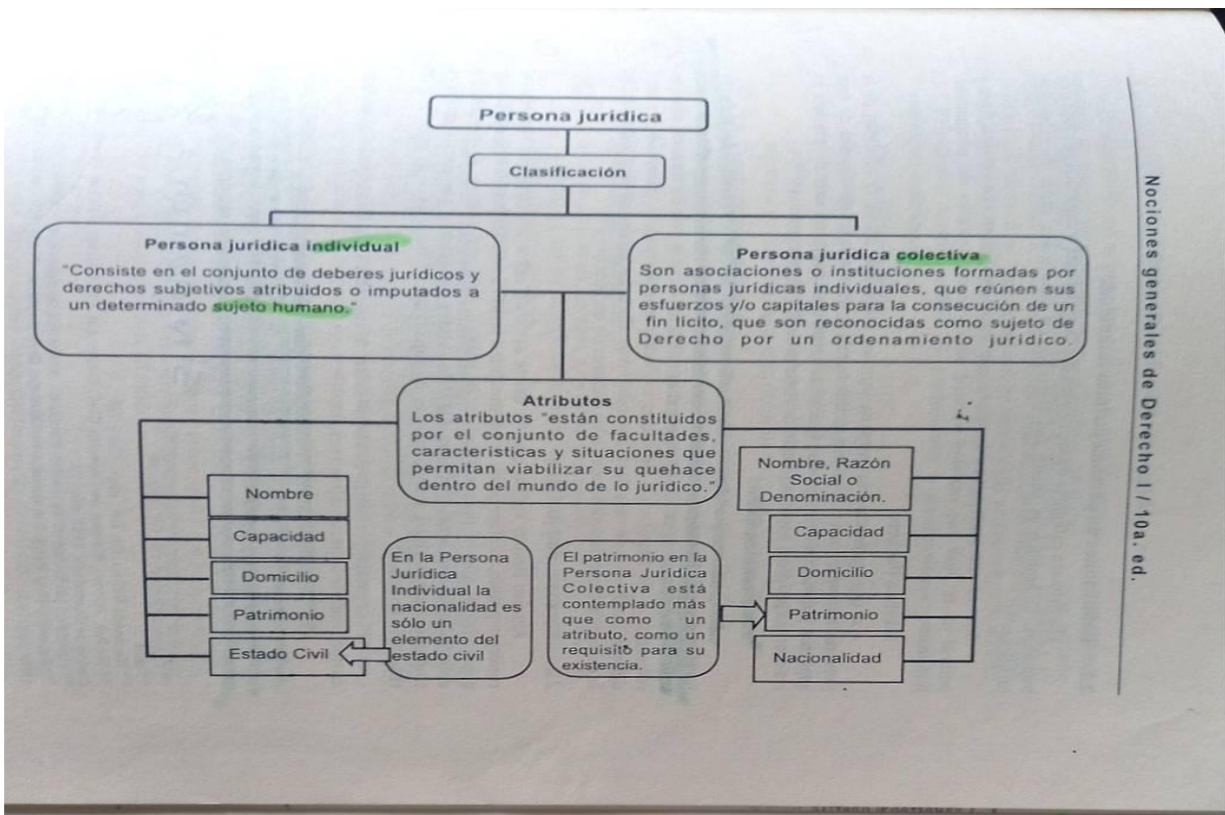 Persona jurídica
Clasificación
Persona jurídica individual
"Consiste en el conjunto de deberes jurídicos y
derechos subjetivos atribuidos o imputados a
un determinado sujeto humano."
Persona jurídica colectiva
Son asociaciones o instituciones formadas por
personas jurídicas individuales, que reúnen sus
esfuerzos y/o capitales para la consecución de un
fin lícito, que son reconocidas como sujeto de
Derecho por un ordenamiento jurídico.
Atributos
Los atributos "están constituidos
por el conjunto de facultades,
características y situaciones que
permitan viabilizar su quehace
dentro del mundo de lo jurídico."
Nombre
Capacidad
Domicilio
Patrimonio
Estado Civil
En la Persona
Jurídica
Individual la
nacionalidad es
sólo un
elemento del
estado civil
El patrimonio en la
Persona Jurídica
Colectiva está
contemplado más
que como un
atributo, como un
requisito para su
existencia.
Nombre, Razón
Social o
Denominación.
Capacidad
Domicilio
Patrimonio
Nacionalidad
Nociones generales de Derecho I / 10a. ed.